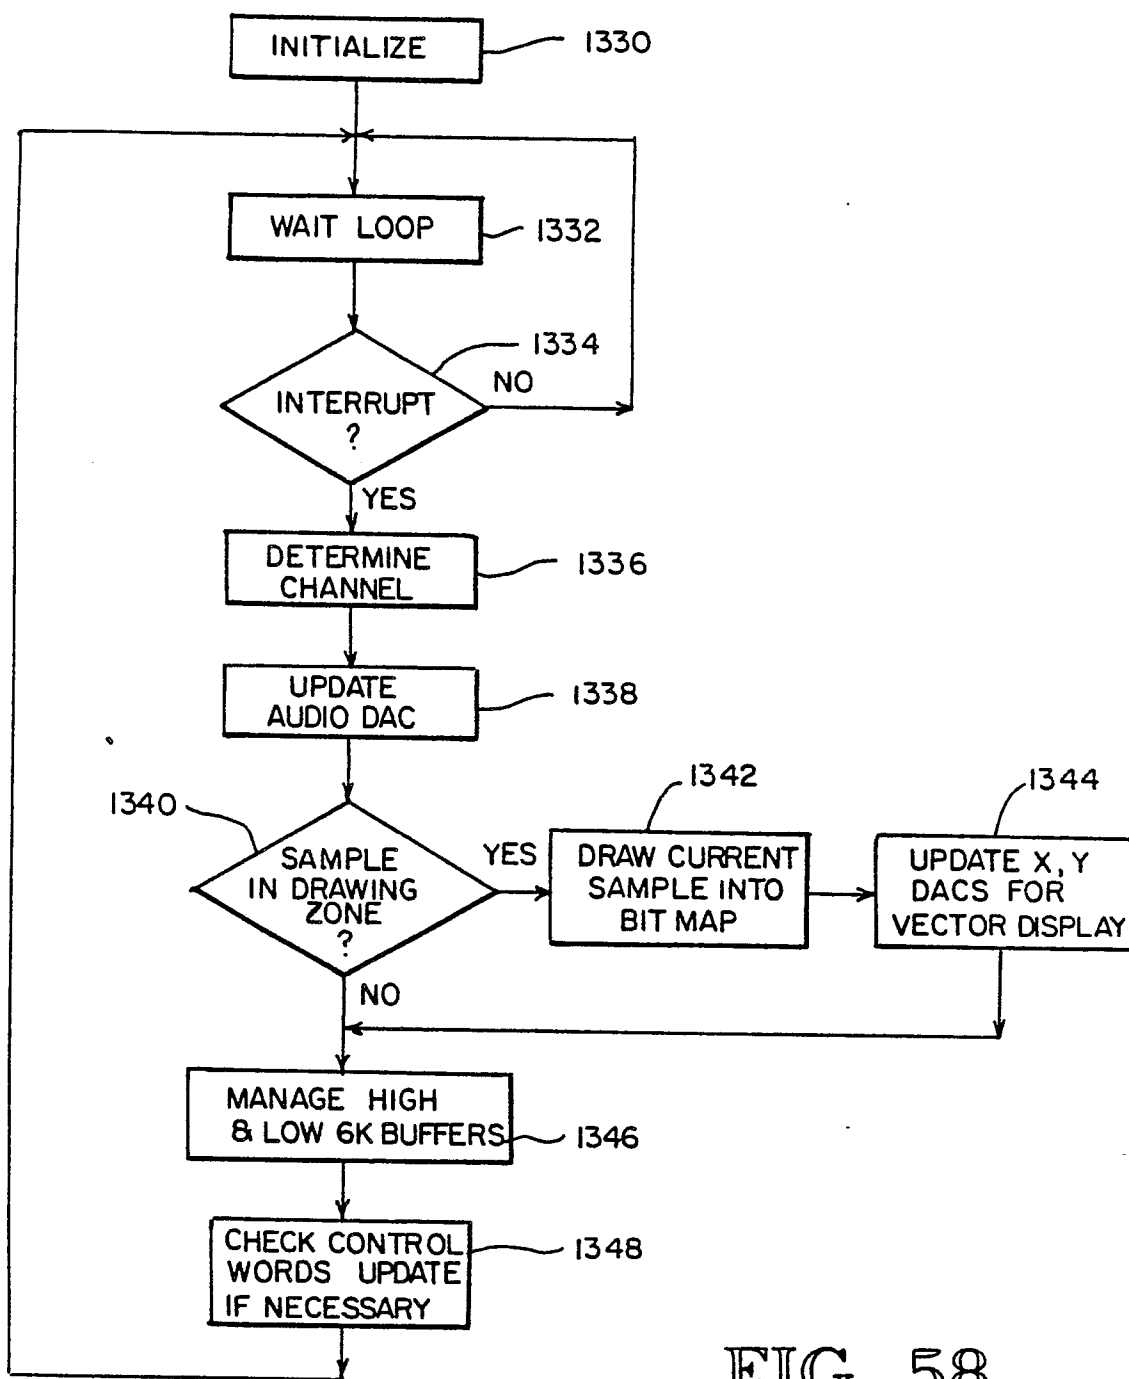 INITIALIZE
1330
WAIT LOOP
1332
1334
INTERRUPT
?
NO
YES
DETERMINE
CHANNEL
1336
UPDATE
AUDIO DAC
1338
1340
SAMPLE
IN DRAWING
ZONE
?
YES
NO
1342
DRAW CURRENT
SAMPLE INTO
BIT MAP
1344
UPDATE X, Y
DACS FOR
VECTOR DISPLAY
MANAGE HIGH
& LOW 6K BUFFERS
1346
CHECK CONTROL
WORDS UPDATE
IF NECESSARY
1348
FIG. 58